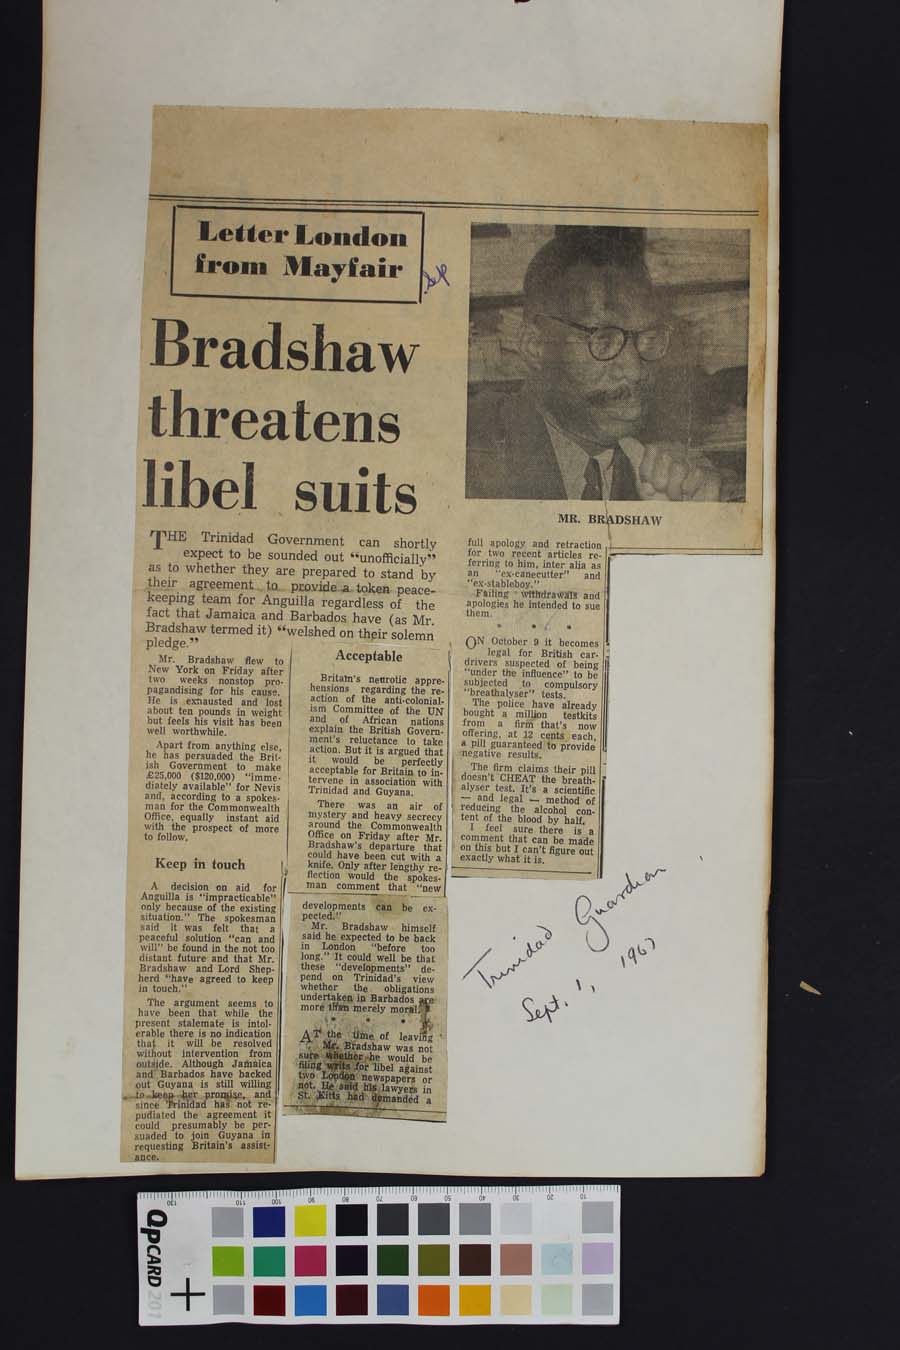 Letter London
from Mayfair
Sep
Bradshaw
threatens
libel suits
MR. BRADSHAW
THE Trinidad Government can shortly
expect to be sounded out "unofficially"
as to whether they are prepared to stand by
their agreement to provide a token peace-
keeping team for Anguilla regardless of the
fact that Jamaica and Barbados have (as Mr.
Bradshaw termed it) "welshed on their solemn
pledge."
Mr. Bradshaw flew to
New York on Friday after
two weeks nonstop pro-
pagandising for his cause.
He is exhausted and lost
about ten pounds in weight
but feels his visit has been
well worthwhile.
Apart from anything else,
he has persuaded the Brit-
ish Government to make
£25,000 ($120,000) "imme-
diately available" for Nevis
and, according to a spokes-
man for the Commonwealth
Office, equally instant aid
with the prospect of more
to follow.
Keep in touch
A decision on aid for
Anguilla is "impracticable"
only because of the existing
situation." The spokesman
said it was felt that a
peaceful solution "can and
will" be found in the not too
distant future and that Mr.
Bradshaw and Lord Shep-
herd "have agreed to keep
in touch."
The argument seems to
have been that while the
present stalemate is intol-
erable there is no indication
that it will be resolved
without intervention from
outside. Although Jamaica
and Barbados have backed
out Guyana is still willing
to keep her promise, and
since Trinidad has not re-
pudiated the agreement it
could presumably be per-
suaded to join Guyana in
requesting Britain's assist-
ance.
Acceptable
Britain's neurotic appre-
hensions regarding the re-
action of the anti-colonial-
ism Committee of the UN
and of African nations
explain the British Govern-
ment's reluctance to take
action. But it is argued that
it would be perfectly
acceptable for Britain to in-
tervene in association with
Trinidad and Guyana.
There was an air of
mystery and heavy secrecy
around the Commonwealth
Office on Friday after Mr.
Bradshaw's departure that
could have been cut with a
knife. Only after lengthy re-
flection would the spokes-
man comment that "new
developments can be ex-
pected."
Mr. Bradshaw himself
said he expected to be back
in London "before too
long." It could well be that
these "developments" de-
pend on Trinidad's view
whether the obligations
undertaken in Barbados are
more than merely moral.
* * *
AT the time of leaving
Mr. Bradshaw was not
sure whether he would be
filing writs for libel against
two London newspapers or
not. He said his lawyers in
St. Kitts had demanded a
full apology and retraction
for two recent articles re-
ferring to him, inter alia as
an "ex-canecutter" and
"ex-stableboy."
Failing withdrawals and
apologies he intended to sue
them.
* * *
ON October 9 it becomes
legal for British car-
drivers suspected of being
"under the influence" to be
subjected to compulsory
"breathalyser" tests.
The police have already
bought a million testkits
from a firm that's now
offering, at 12 cents each,
a pill guaranteed to provide
negative results.
The firm claims their pill
doesn't CHEAT the breath-
alyser test. It's a scientific
— and legal — method of
reducing the alcohol con-
tent of the blood by half.
I feel sure there is a
comment that can be made
on this but I can't figure out
exactly what it is.
Trinidad Guardian
Sept. 1, 1967
130 110 100 90 80 70 60 50 40 30 20 10
QPCARD 201